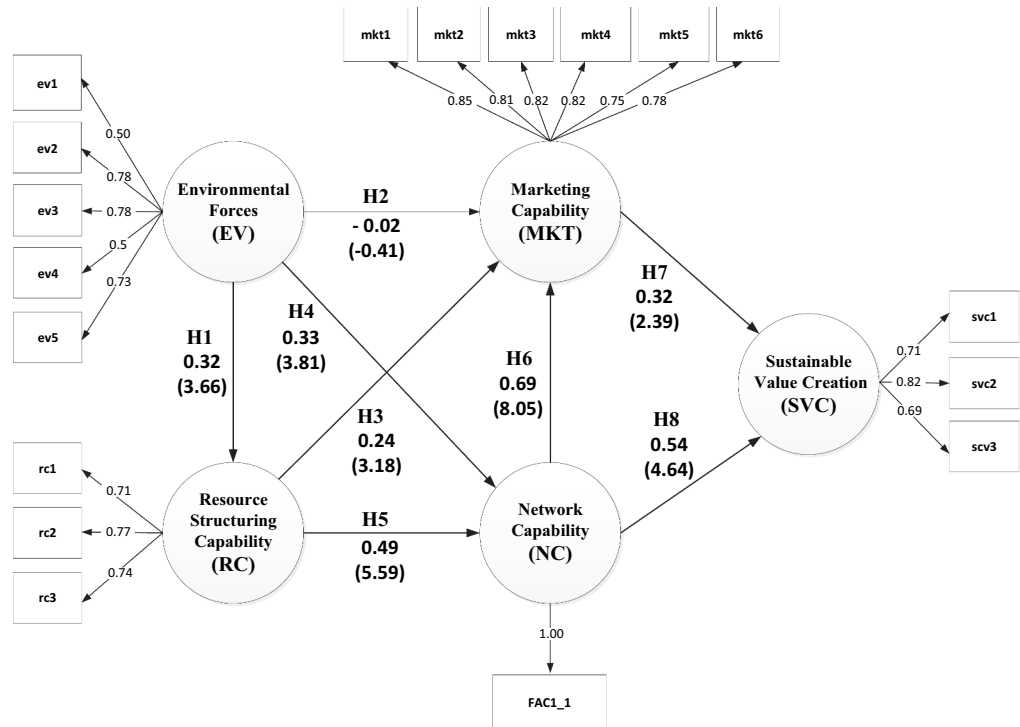 mkt1
mkt2
mkt3
mkt4
mkt5
mkt6
0.85
0.81
0.82
0.82
0.75
0.78
ev1
ev2
ev3
ev4
ev5
0.50
0.78
0.78
0.5
0.73
Environmental
Forces
(EV)
H2
- 0.02
(-0.41)
Marketing
Capability
(MKT)
H1
0.32
(3.66)
H4
0.33
(3.81)
H3
0.24
(3.18)
H6
0.69
(8.05)
H7
0.32
(2.39)
H8
0.54
(4.64)
Sustainable
Value Creation
(SVC)
0.71
0.82
0.69
svc1
svc2
scv3
rc1
rc2
rc3
0.71
0.77
0.74
Resource
Structuring
Capability
(RC)
H5
0.49
(5.59)
Network
Capability
(NC)
1.00
FAC1_1